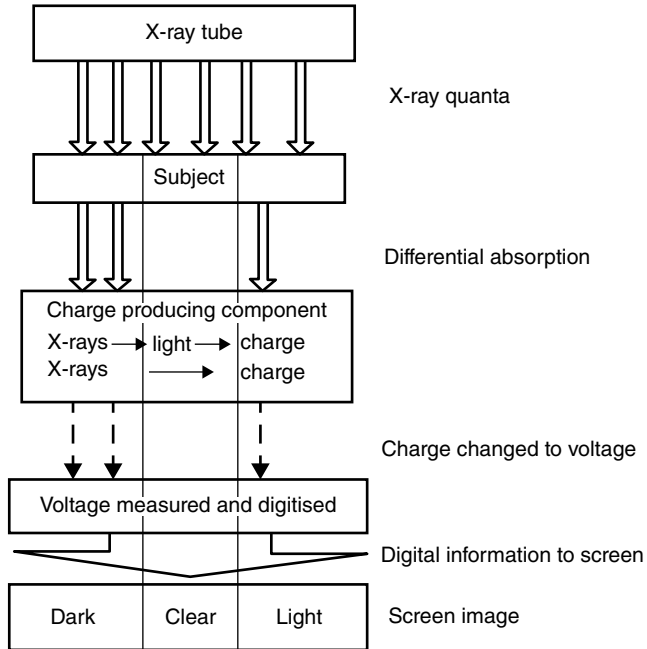 X-ray tube
X-ray quanta
Subject
Differential absorption
Charge producing component
X-rays light charge
X-rays charge
Charge changed to voltage
Voltage measured and digitised
Digital information to screen
Dark Clear Light
Screen image